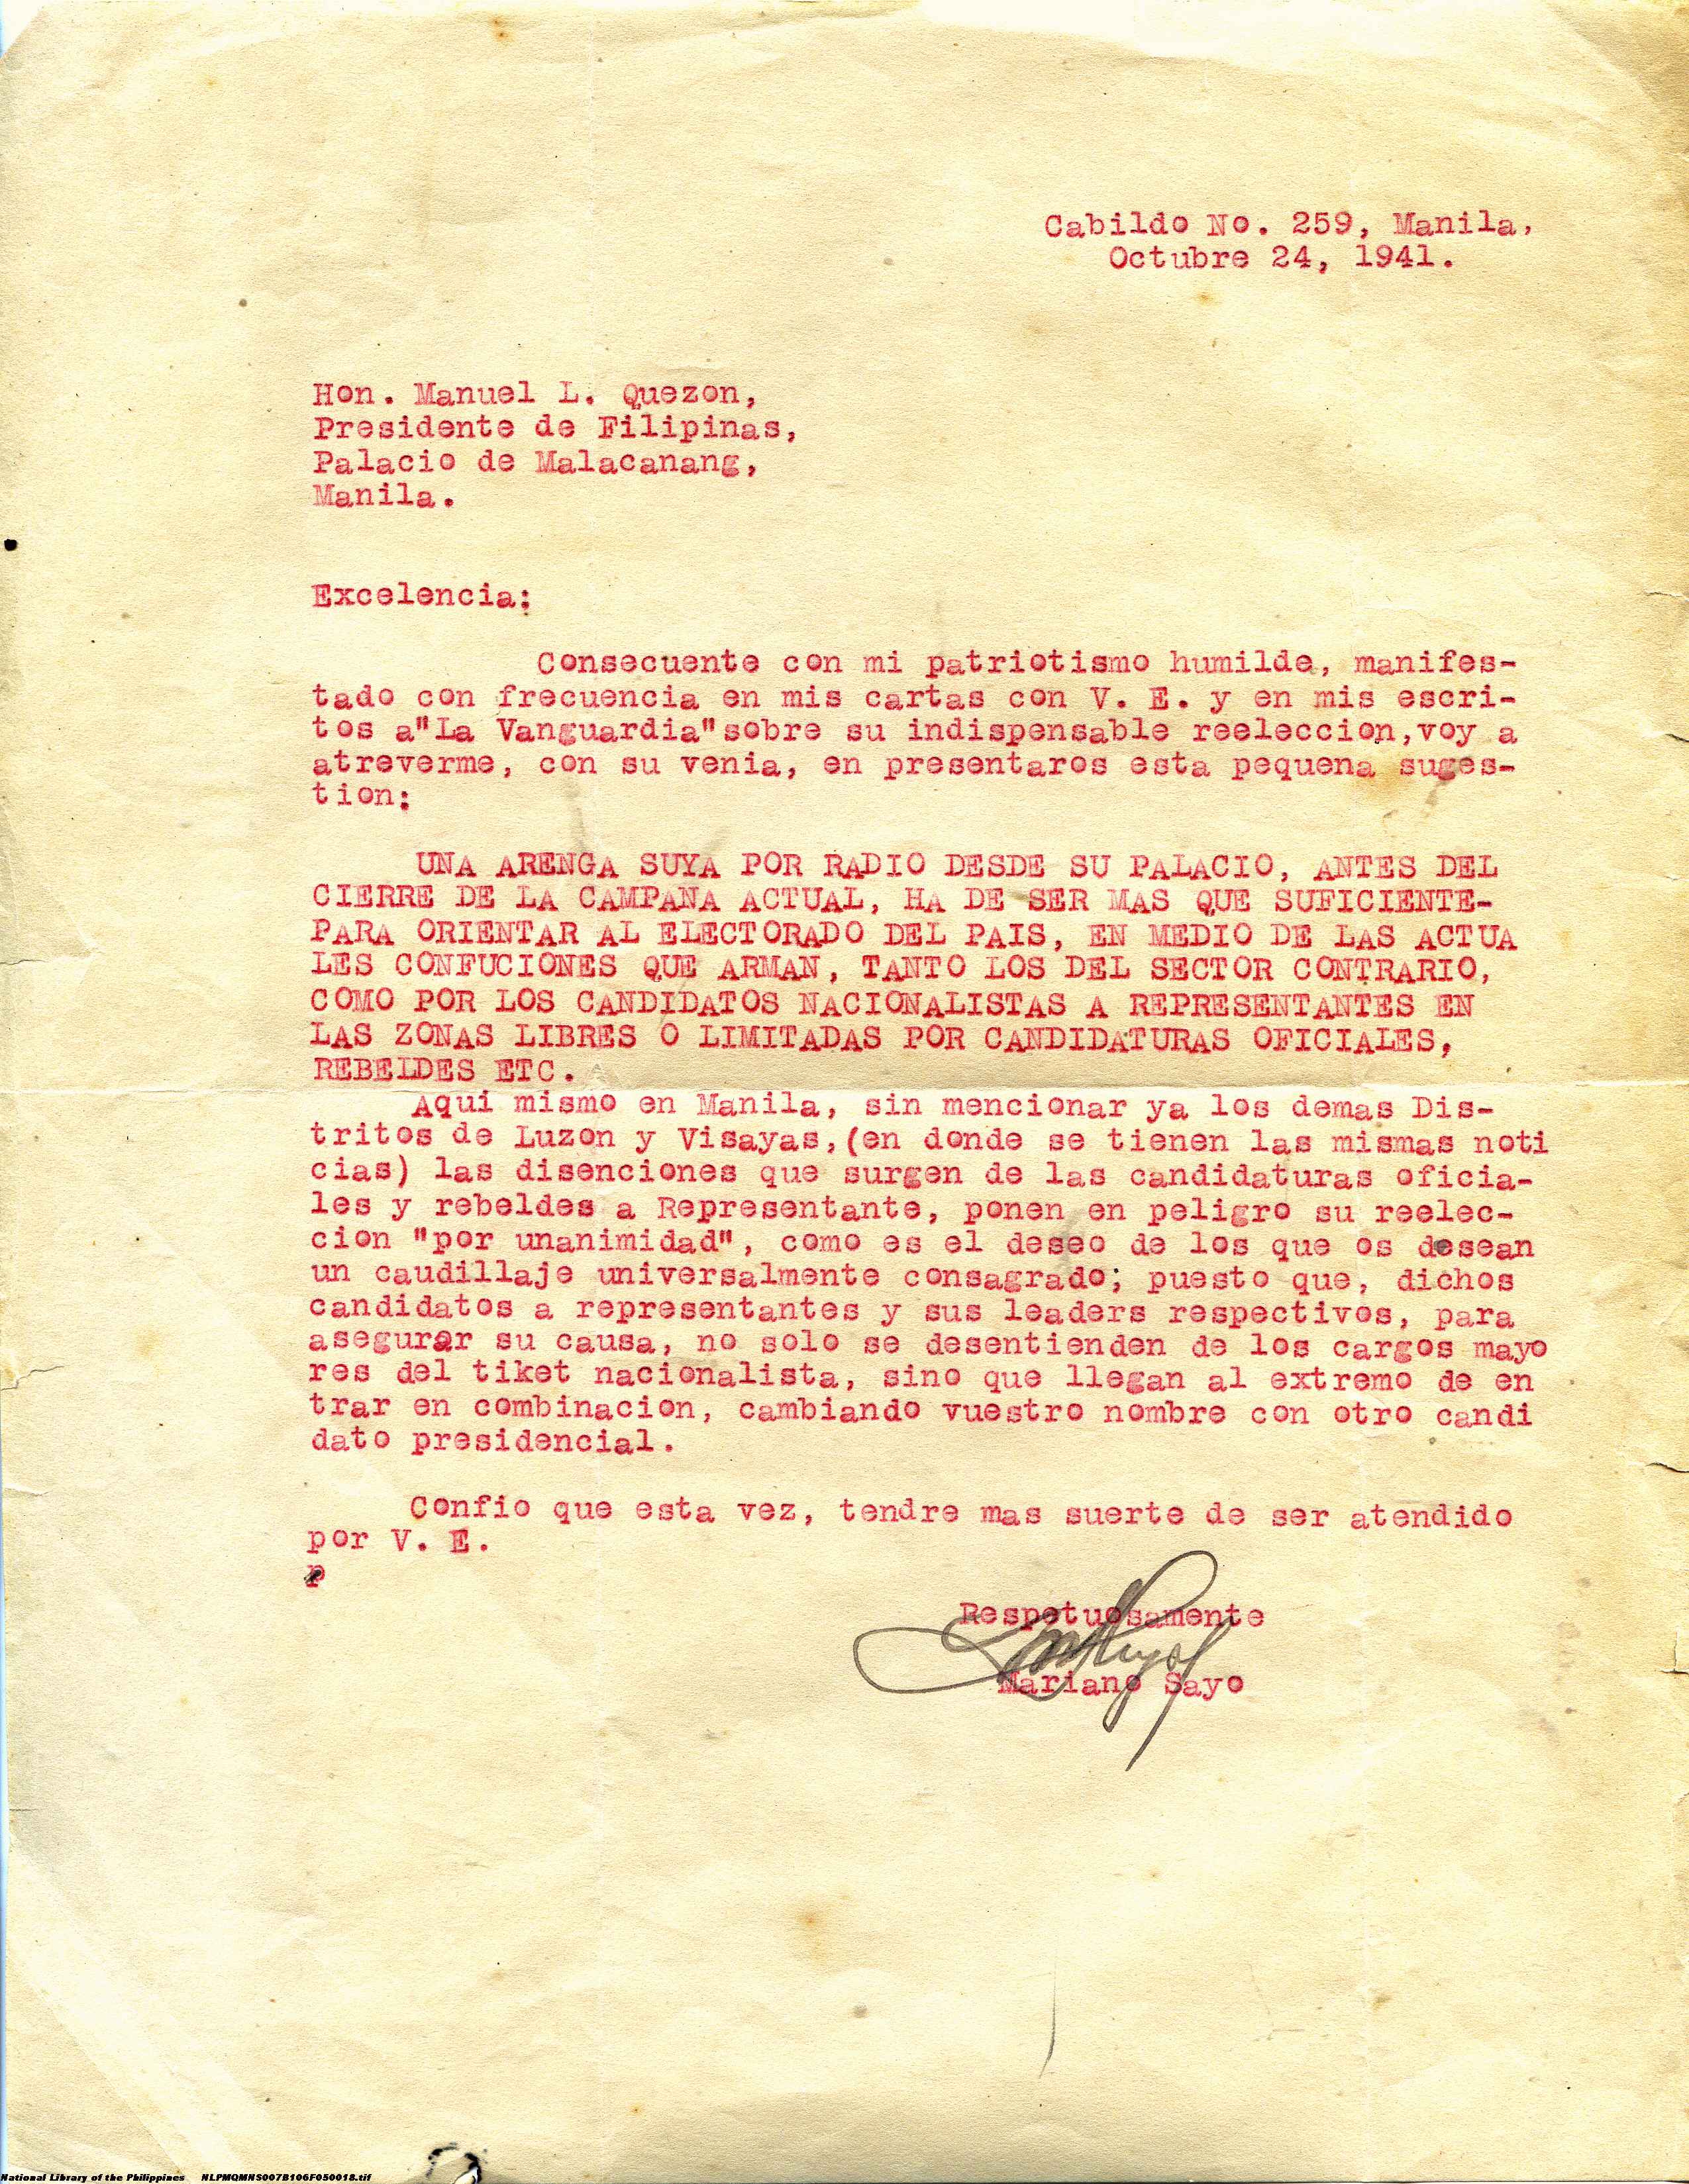 Cabildo No. 259, Manila,
Octubre 24, 1941.
Hon. Manuel L. Quezon,
Presidente de Filipinas,
Palacio de Malacanang,
Manila.
Excelencia:
Consecuente con mi patriotismo humilde, manifes-
tado con frecuencia en mis cartas con V. E. y en mis escri-
tos a"La Vanguardia"sobre su indispensable reeleccion,voy a
atreverme, con su venia, en presentaros esta pequena suges-
tion:
UNA ARENGA SUYA POR RADIO DESDE SU PALACIO, ANTES DEL
CIERRE DE LA CAMPANA ACTUAL, HA DE SER MAS QUE SUFICIENTE-
PARA ORIENTAR AL ELECTORADO DEL PAIS, EN MEDIO DE LAS ACTUA
LES CONFUCIONES QUE ARMAN, TANTO LOS DEL SECTOR CONTRARIO,
COMO POR LOS CANDIDATOS NACIONALISTAS A REPRESENTANTES EN
LAS ZONAS LIBRES O LIMITADAS POR CANDIDATURAS OFICIALES,
REBELDES ETC.
Aqui mismo en Manila, sin mencionar ya los demas Dis-
tritos de Luzon y Visayas,(en donde se tienen las mismas noti
cias) las disenciones que surgen de las candidaturas oficia-
les y rebeldes a Representante, ponen en peligro su reelec-
cion "por unanimidad", como es el deseo de los que os desean
un caudillaje universalmente consagrado; puesto que, dichos
candidatos a representantes y sus leaders respectivos, para
asegurar su causa, no solo se desentienden de los cargos mayo
res del tiket nacionalista, sino que llegan al extremo de en
trar en combinacion, cambiando vuestro nombre con otro candi
dato presidencial.
Confio que esta vez, tendre mas suerte de ser atendido
por V. E.
p
Respetuosamente
Mariano Sayo
National Library of the Philippines NLPMQMNS007B106F050018.tif